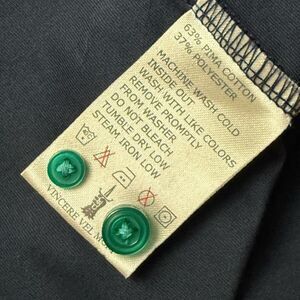 63% PIMA COTTON
37% POLYESTER
MACHINE WASH COLD
INSIDE OUT
WASH WITH LIKE COLORS
REMOVE PROMPTLY
FROM WASHER
DO NOT BLEACH
TUMBLE DRY LOW
STEAM IRON LOW
VINCERE VEL